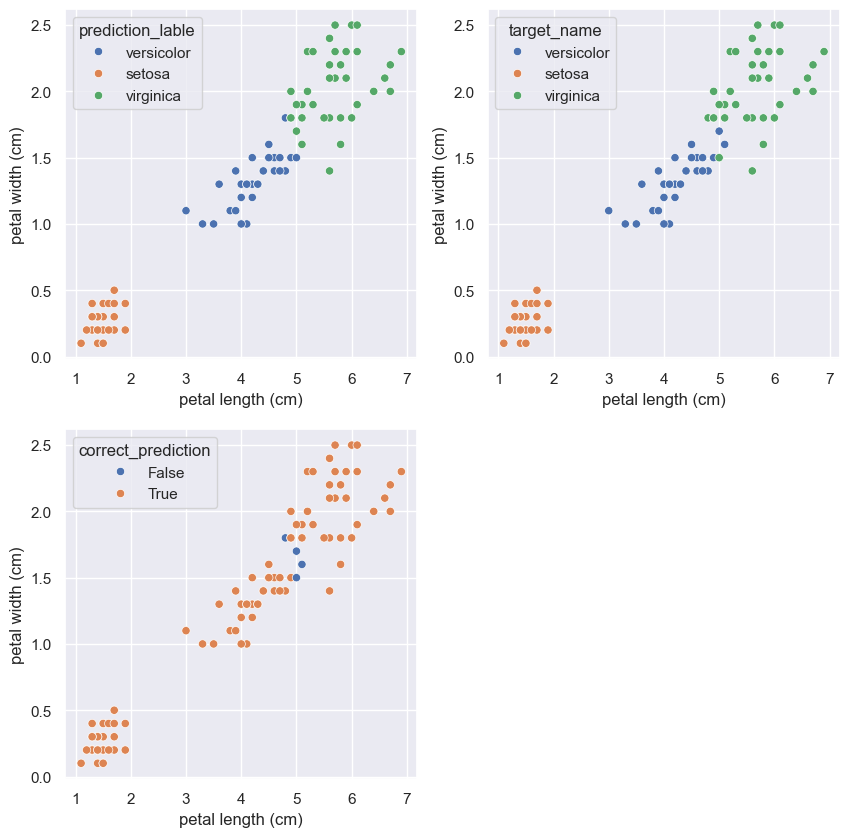 prediction_lable
versicolor
setosa
virginica
2.5
2.0
1.5
1.0
0.5
0.0
petal width (cm)
1 2 3 4 5 6 7
petal length (cm)
target_name
versicolor
setosa
virginica
2.5
2.0
1.5
1.0
0.5
0.0
petal width (cm)
1 2 3 4 5 6 7
petal length (cm)
correct_prediction
False
True
2.5
2.0
1.5
1.0
0.5
0.0
petal width (cm)
1 2 3 4 5 6 7
petal length (cm)